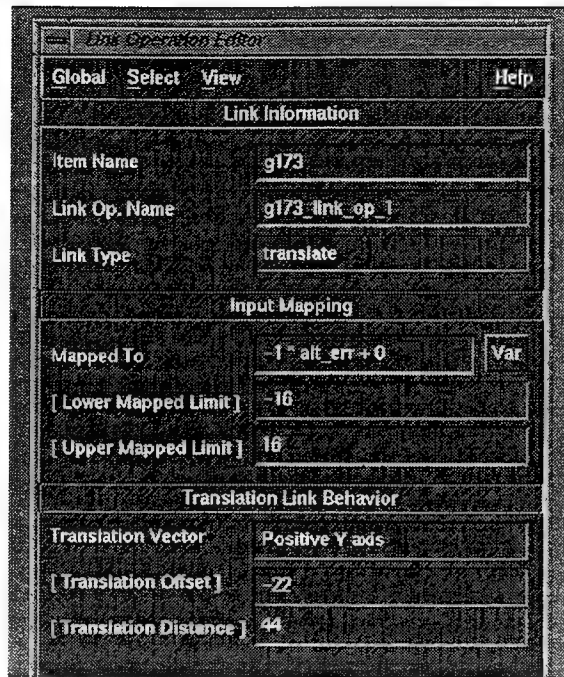 Link Operation Editor
Global Select View Help
Link Information
Item Name g173
Link Op. Name g173_link_op_1
Link Type translate
Input Mapping
Mapped To -1 * alt_err + 0 Var
[ Lower Mapped Limit ] -16
[ Upper Mapped Limit ] 16
Translation Link Behavior
Translation Vector Positive Y axis
[ Translation Offset ] -22
[ Translation Distance ] 44